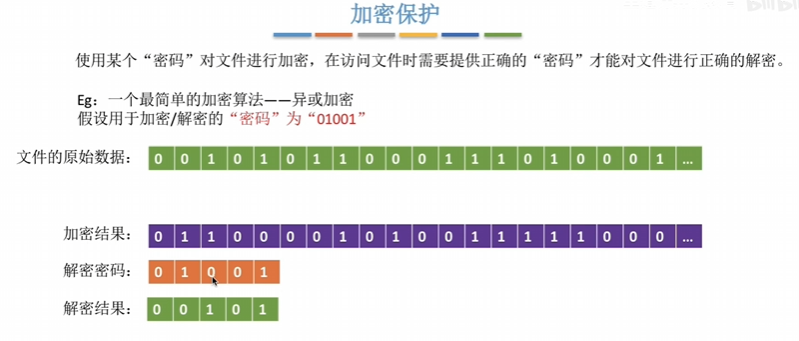 加密保护
bilibili
使用某个“密码”对文件进行加密，在访问文件时需要提供正确的“密码”才能对文件进行正确的解密。
Eg：一个最简单的加密算法——异或加密
假设用于加密/解密的“密码”为“01001”
文件的原始数据： 0 0 1 0 1 0 1 1 0 0 0 1 1 1 0 1 0 0 0 1 ...
加密结果： 0 1 1 0 0 0 0 1 0 1 0 0 1 1 1 1 1 0 0 0 ...
解密密码： 0 1 0 0 1
解密结果： 0 0 1 0 1